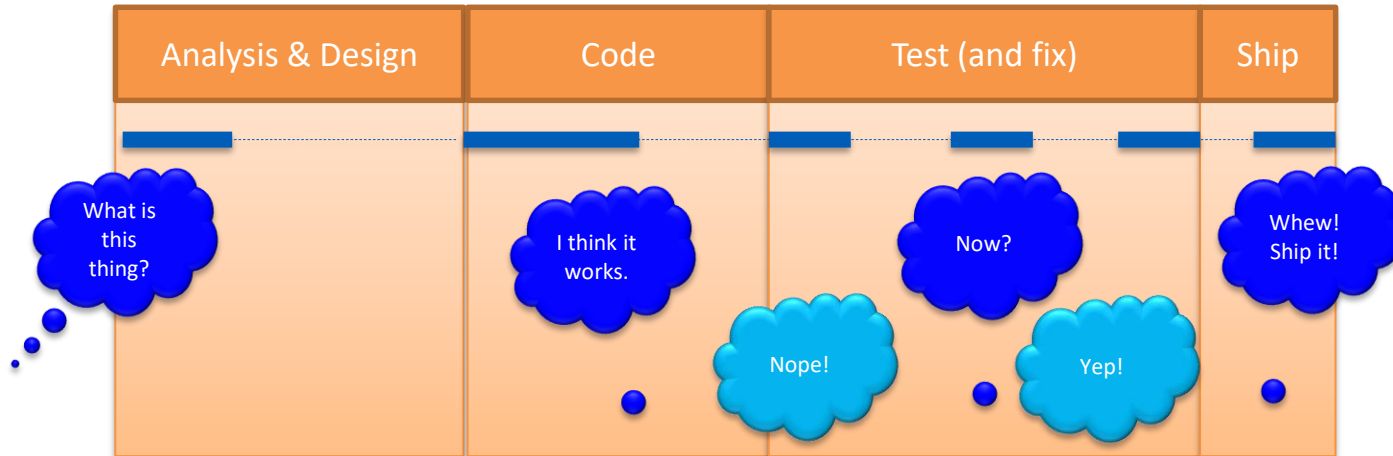 Analysis & Design
Code
Test (and fix)
Ship
What is
this
thing?
I think it
works.
Nope!
Now?
Yep!
Whew!
Ship it!